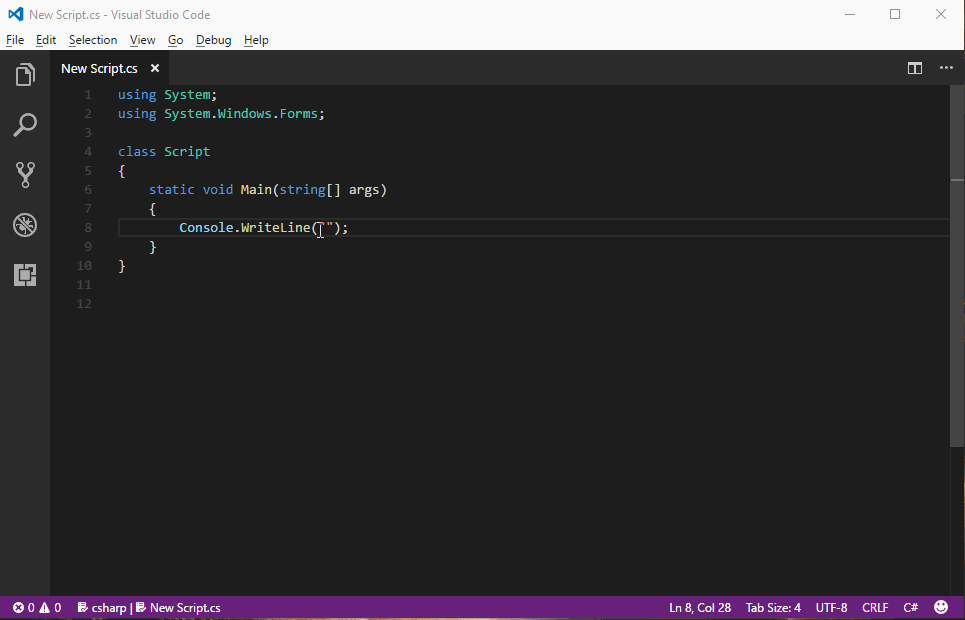 New Script.cs - Visual Studio Code
File Edit Selection View Go Debug Help
New Script.cs
1 using System;
2 using System.Windows.Forms;
3
4 class Script
5 {
6 static void Main(string[] args)
7 {
8 Console.WriteLine("");
9 }
10 }
11
12
0 0 csharp | New Script.cs Ln 8, Col 28 Tab Size: 4 UTF-8 CRLF C#